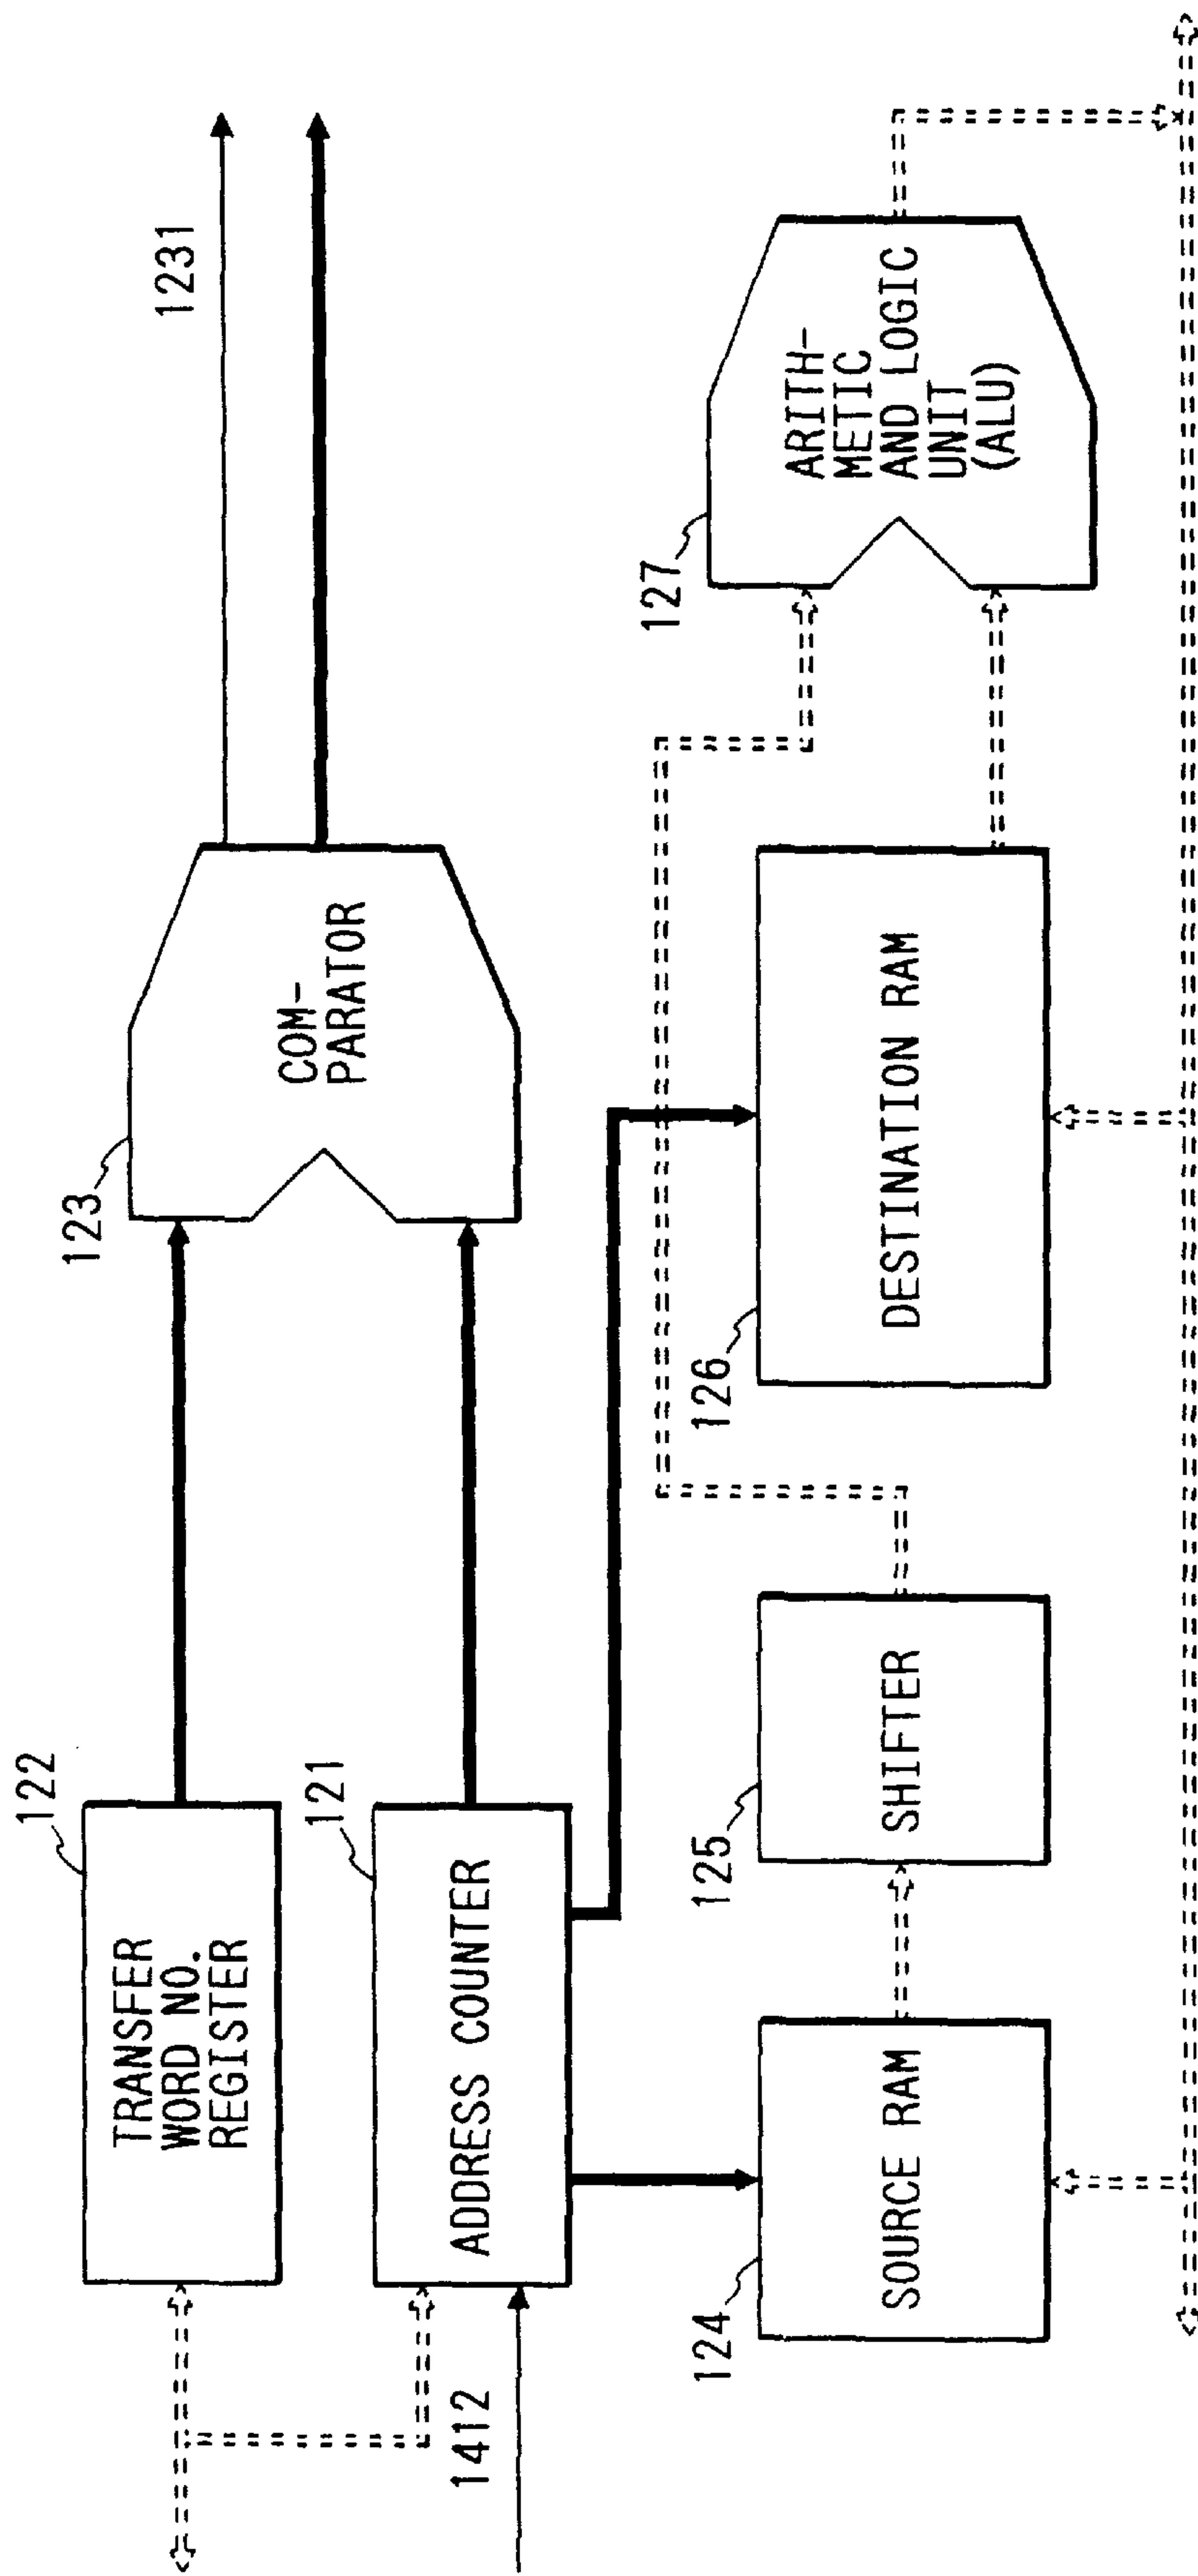 122
TRANSFER
WORD NO.
REGISTER
123
COM-
PARATOR
1231
121
ADDRESS COUNTER
1412
124
SOURCE RAM
125
SHIFTER
126
DESTINATION RAM
127
ARITH-
METIC
AND LOGIC
UNIT
(ALU)